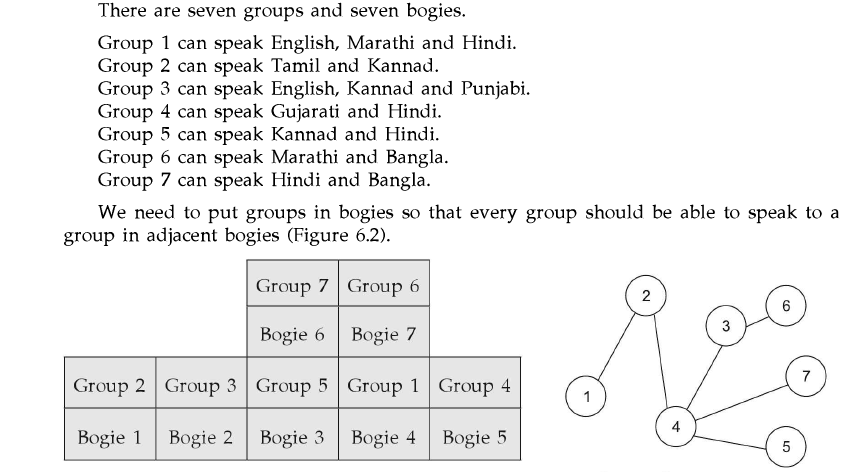 There are seven groups and seven bogies.
Group 1 can speak English, Marathi and Hindi.
Group 2 can speak Tamil and Kannad.
Group 3 can speak English, Kannad and Punjabi.
Group 4 can speak Gujarati and Hindi.
Group 5 can speak Kannad and Hindi.
Group 6 can speak Marathi and Bangla.
Group 7 can speak Hindi and Bangla.
We need to put groups in bogies so that every group should be able to speak to a
group in adjacent bogies (Figure 6.2).
Group 7 Group 6
Bogie 6 Bogie 7
Group 2 Group 3 Group 5 Group 1 Group 4
Bogie 1 Bogie 2 Bogie 3 Bogie 4 Bogie 5
2
6
3
7
1
4
5